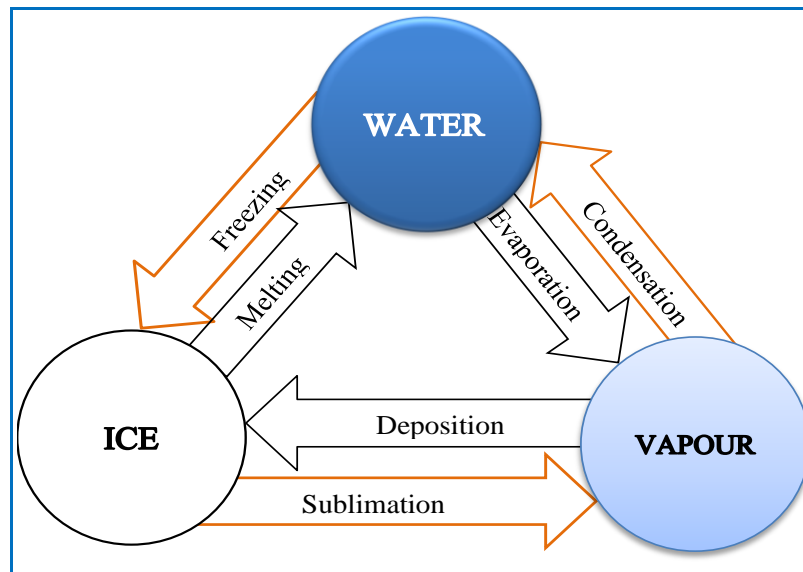 WATER
Freezing
Melting
Evaporation
Condensation
ICE
Deposition
VAPOUR
Sublimation